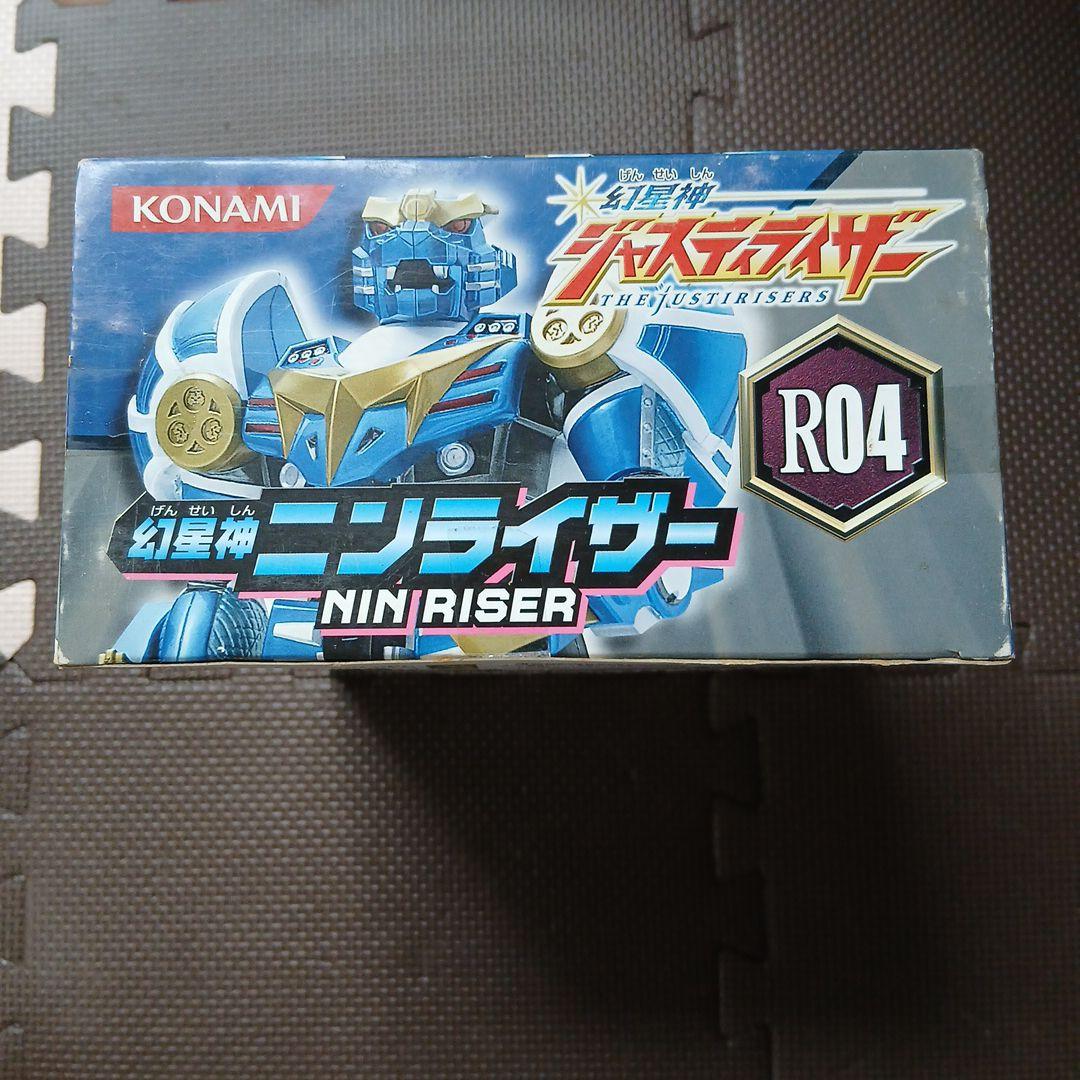 KONAMI
げん せい しん
幻星神
ジャスティライザー
THE JUSTIRISERS
R04
げん せい しん
幻星神 ニンライザー
NIN RISER